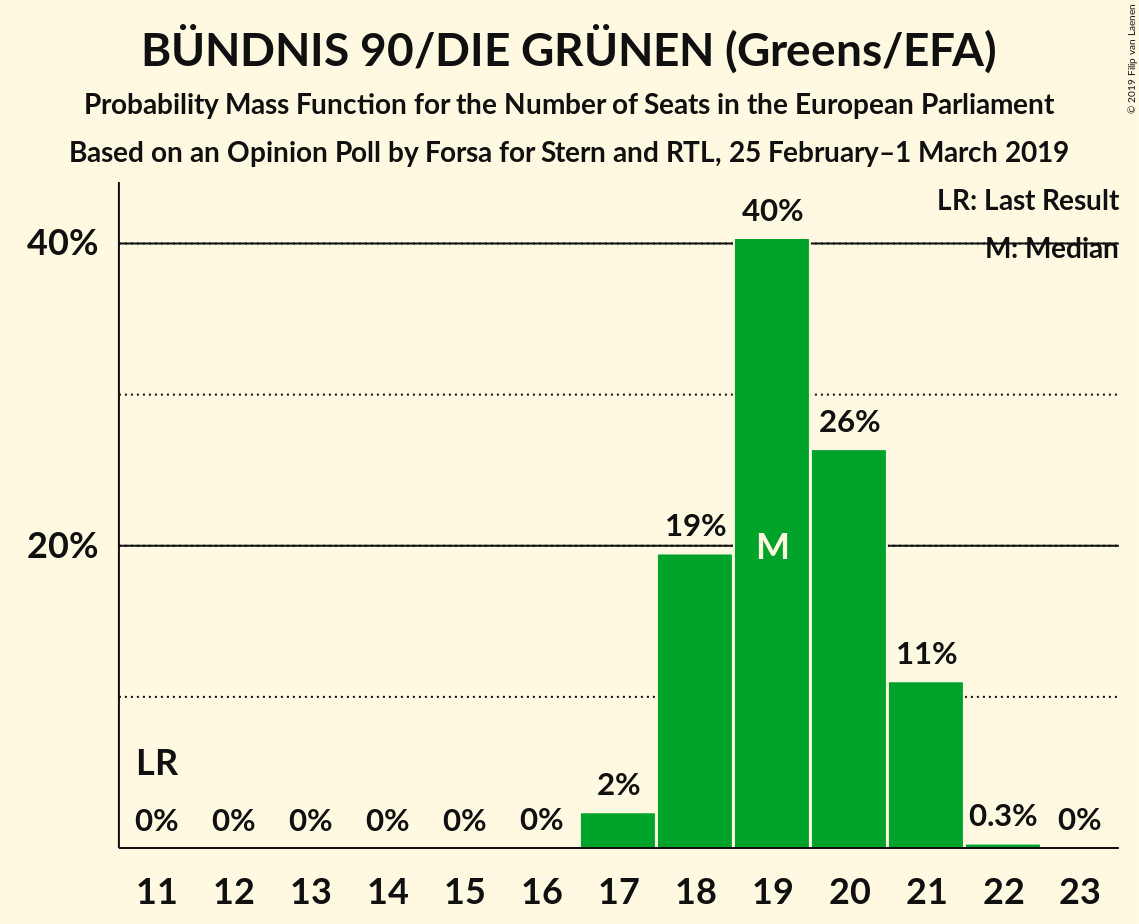 BÜNDNIS 90/DIE GRÜNEN (Greens/EFA)
Probability Mass Function for the Number of Seats in the European Parliament
Based on an Opinion Poll by Forsa for Stern and RTL, 25 February–1 March 2019
© 2019 Filip van Laenen
LR: Last Result
M: Median
40%
20%
40%
26%
19%
M
11%
LR
2%
0% 0% 0% 0% 0% 0% 0.3% 0%
11 12 13 14 15 16 17 18 19 20 21 22 23